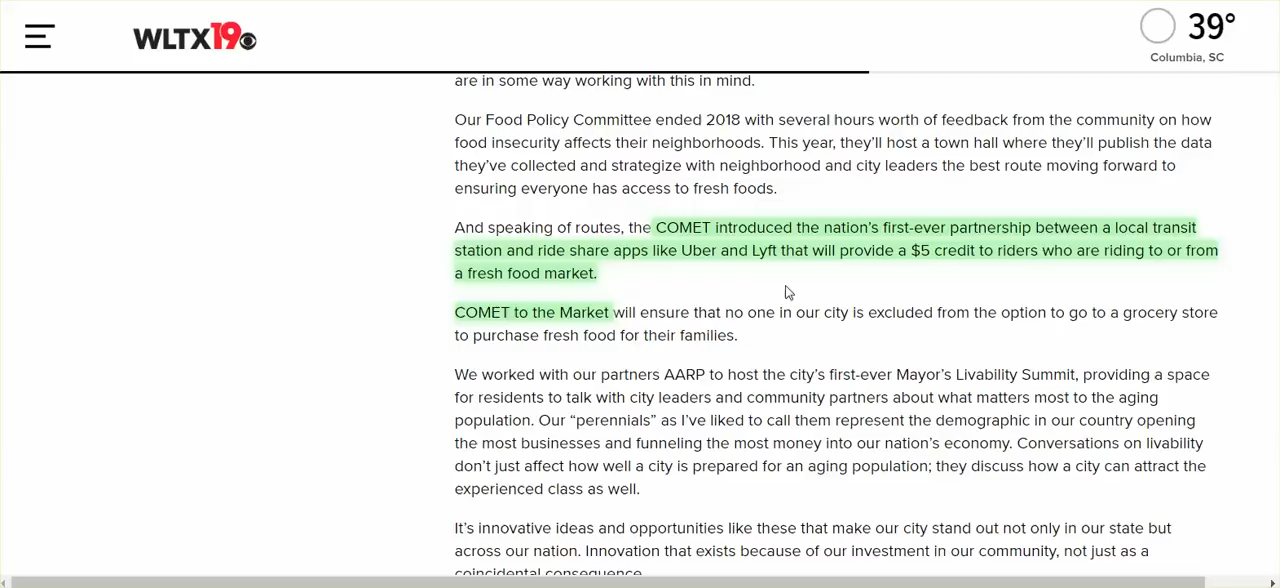 WLTX19
39°
Columbia, SC
are in some way working with this in mind.
Our Food Policy Committee ended 2018 with several hours worth of feedback from the community on how
food insecurity affects their neighborhoods. This year, they’ll host a town hall where they’ll publish the data
they’ve collected and strategize with neighborhood and city leaders the best route moving forward to
ensuring everyone has access to fresh foods.
And speaking of routes, the COMET introduced the nation’s first-ever partnership between a local transit
station and ride share apps like Uber and Lyft that will provide a $5 credit to riders who are riding to or from
a fresh food market.
COMET to the Market will ensure that no one in our city is excluded from the option to go to a grocery store
to purchase fresh food for their families.
We worked with our partners AARP to host the city’s first-ever Mayor’s Livability Summit, providing a space
for residents to talk with city leaders and community partners about what matters most to the aging
population. Our “perennials” as I’ve liked to call them represent the demographic in our country opening
the most businesses and funneling the most money into our nation’s economy. Conversations on livability
don’t just affect how well a city is prepared for an aging population; they discuss how a city can attract the
experienced class as well.
It’s innovative ideas and opportunities like these that make our city stand out not only in our state but
across our nation. Innovation that exists because of our investment in our community, not just as a
coincidental consequence.